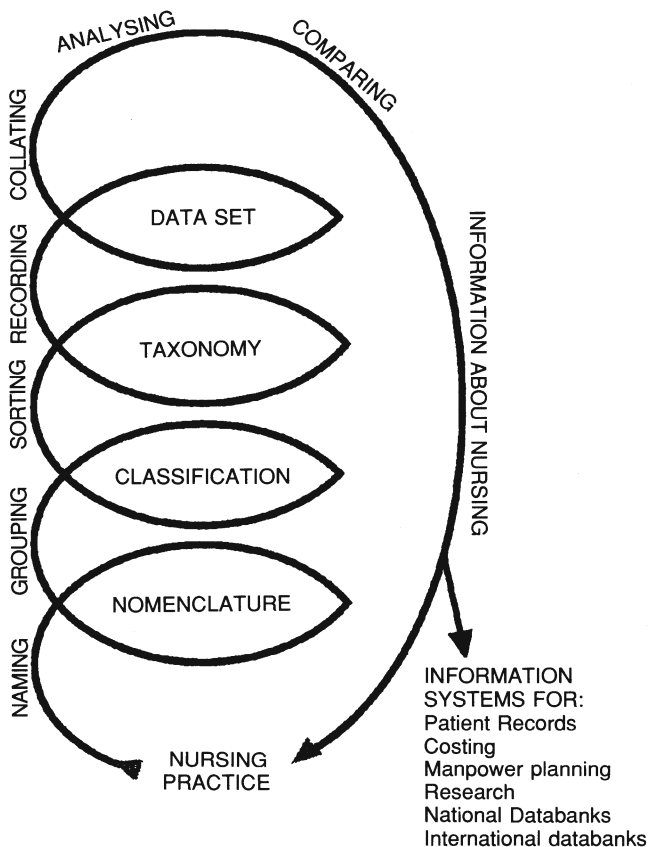 ANALYSING
COMPARING
COLLATING
DATA SET
INFORMATION ABOUT NURSING
RECORDING
TAXONOMY
SORTING
CLASSIFICATION
GROUPING
NOMENCLATURE
NAMING
NURSING
PRACTICE
INFORMATION
SYSTEMS FOR:
Patient Records
Costing
Manpower planning
Research
National Databanks
International databanks